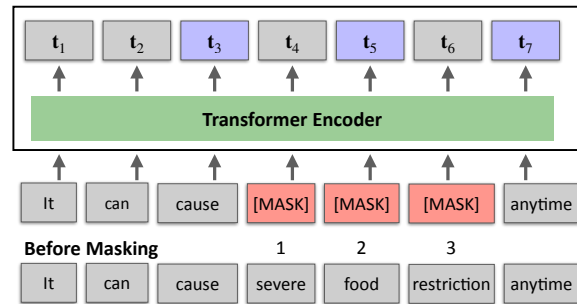 t1 t2 t3 t4 t5 t6 t7
Transformer Encoder
It can cause [MASK] [MASK] [MASK] anytime
Before Masking 1 2 3
It can cause severe food restriction anytime